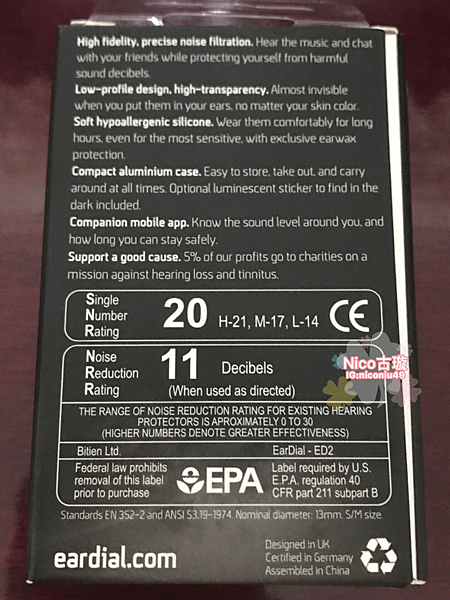 High fidelity, precise noise filtration. Hear the music and chat
with your friends while protecting yourself from harmful
sound decibels.
Low-profile design, high-transparency. Almost invisible
when you put them in your ears, no matter your skin color.
Soft hypoallergenic silicone. Wear them comfortably for long
hours, even for the most sensitive, with exclusive earwax
protection.
Compact aluminium case. Easy to store, take out, and carry
around at all times. Optional luminescent sticker to find in the
dark included.
Companion mobile app. Know the sound level around you, and
how long you can stay safely.
Support a good cause. 5% of our profits go to charities on a
mission against hearing loss and tinnitus.
Single
Number
Rating
20
H-21, M-17, L-14
CE
Noise
Reduction
Rating
11
Decibels
(When used as directed)
Nico古璇
IG:niconiu49
THE RANGE OF NOISE REDUCTION RATING FOR EXISTING HEARING
PROTECTORS IS APROXIMATELY 0 TO 30
(HIGHER NUMBERS DENOTE GREATER EFFECTIVENESS)
Bitien Ltd.
EarDial - ED2
Federal law prohibits
removal of this label
prior to purchase
EPA
Label required by U.S.
E.P.A. regulation 40
CFR part 211 subpart B
Standards EN 352-2 and ANSI S3.19-1974. Nominal diameter: 13mm. S/M size.
eardial.com
Designed in UK
Certified in Germany
Assembled in China